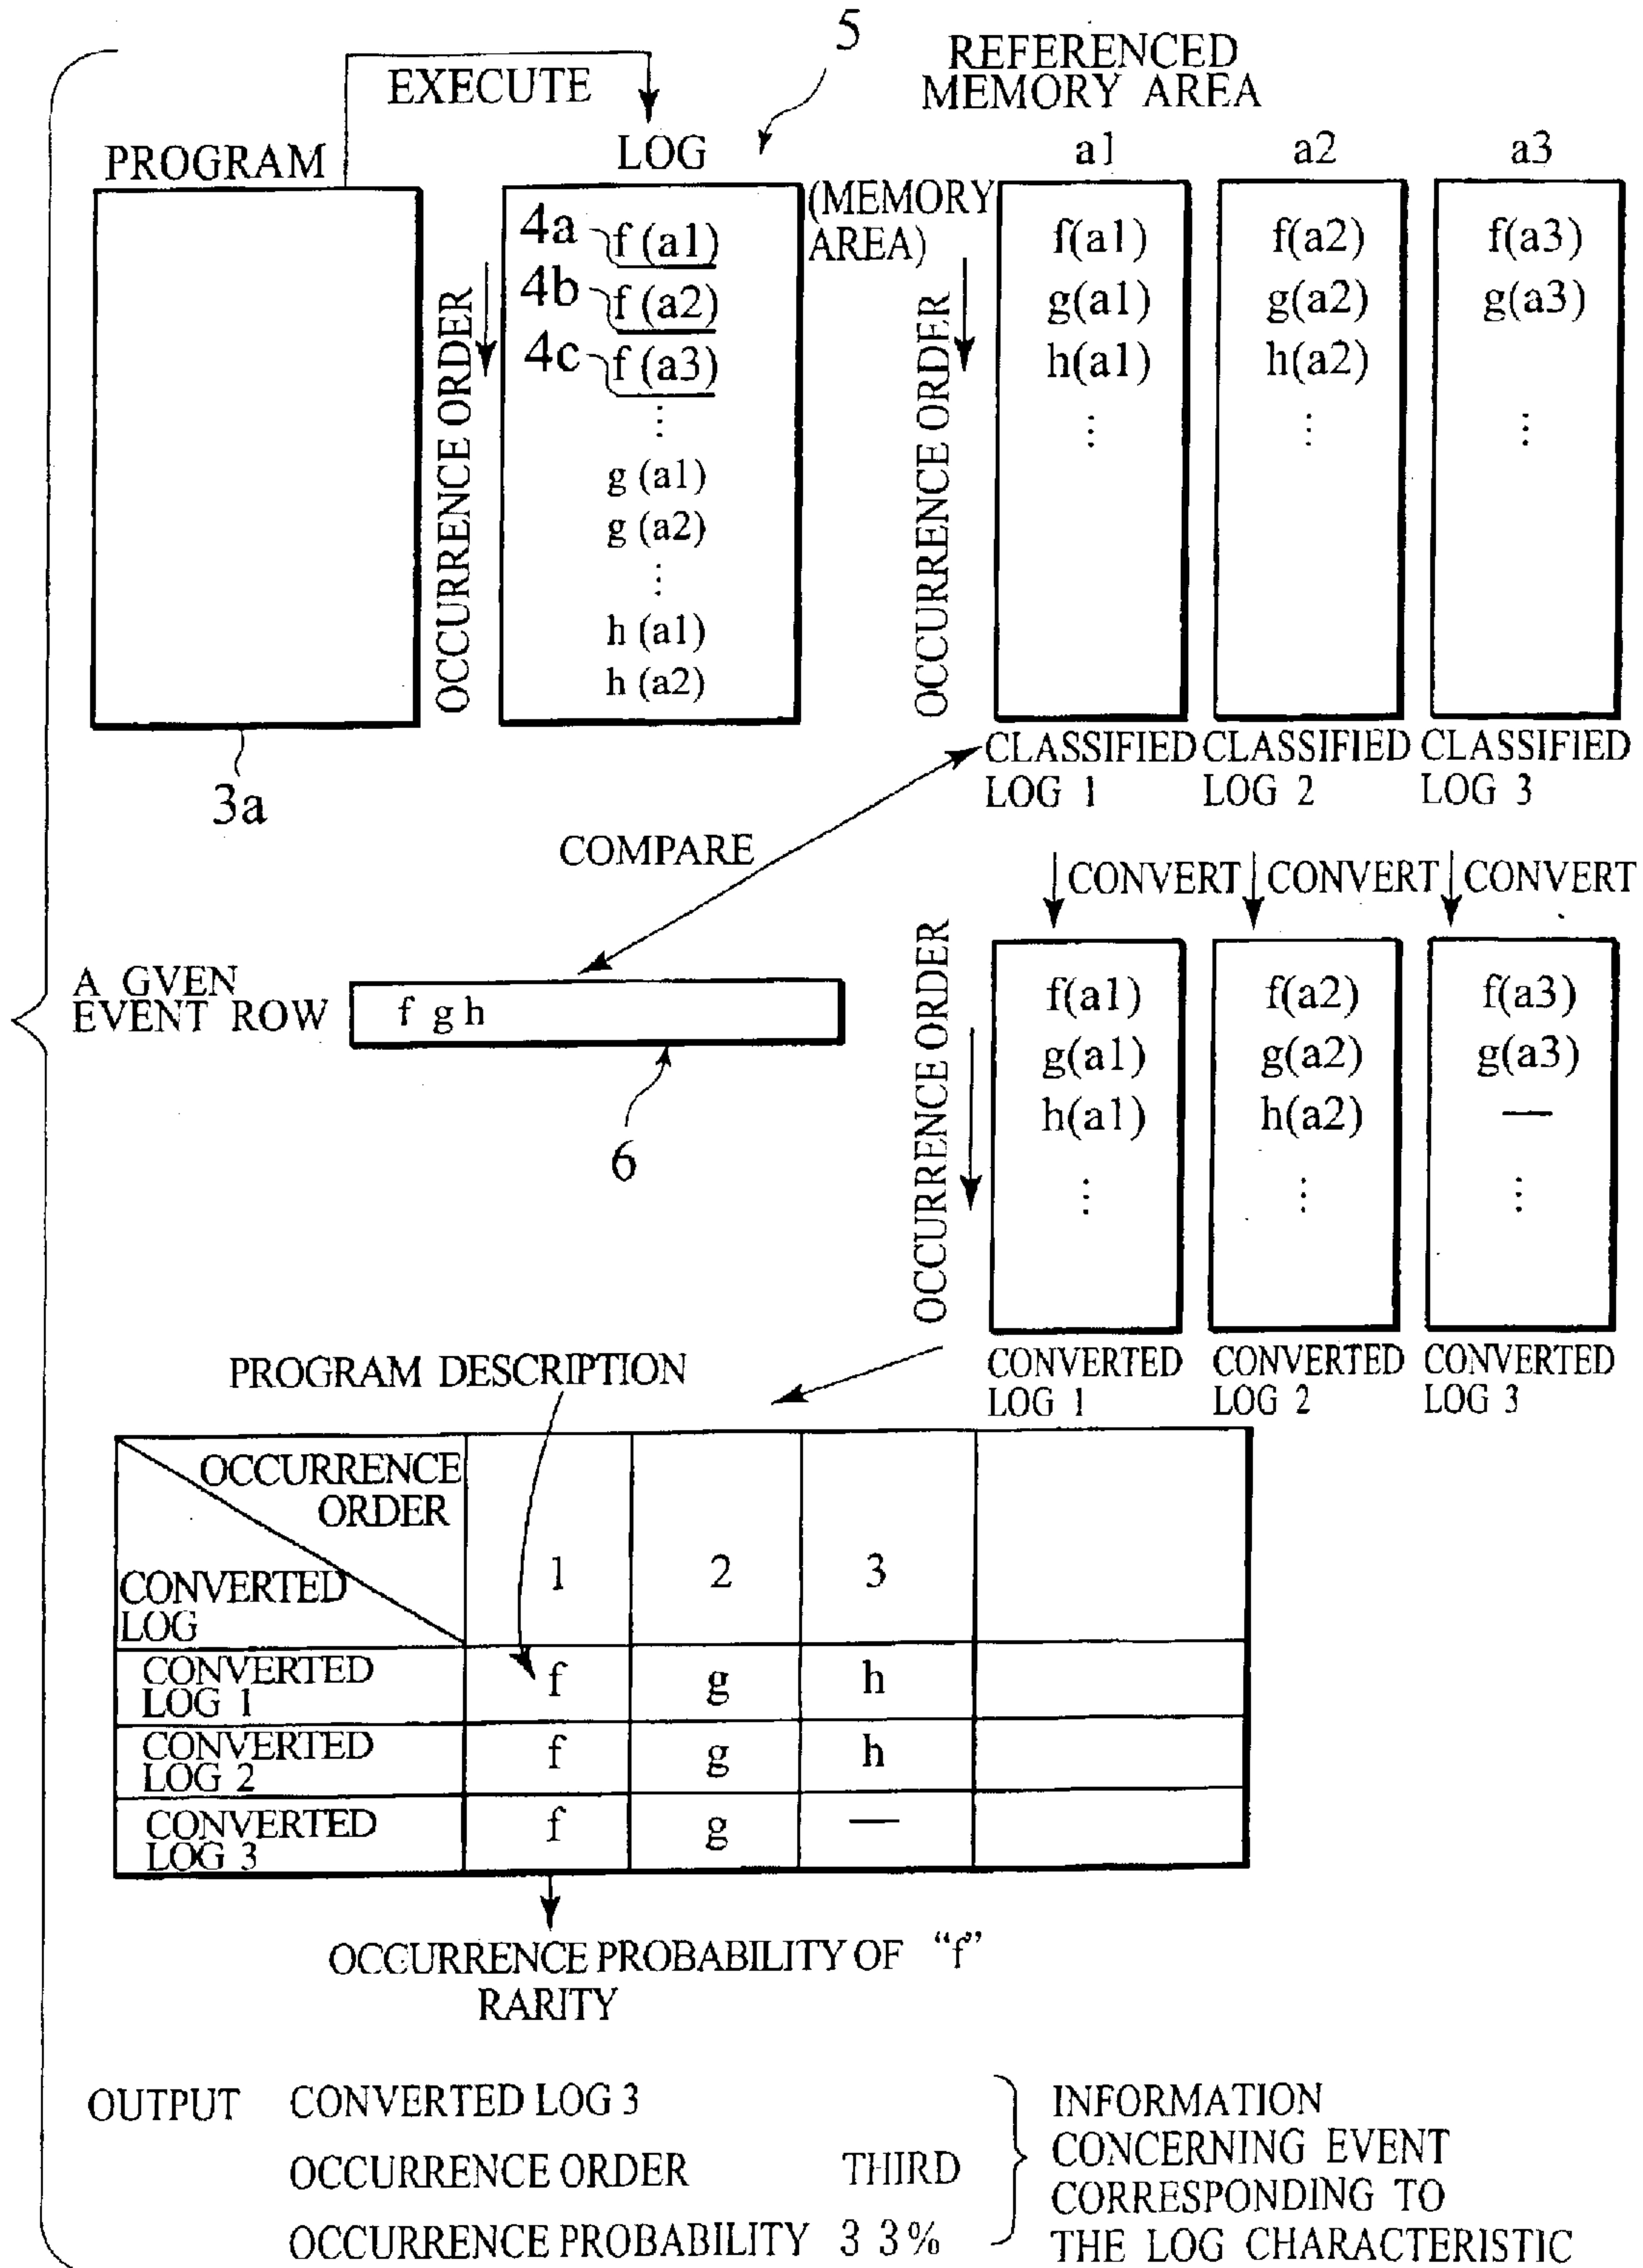 5
REFERENCED
MEMORY AREA
EXECUTE
PROGRAM
LOG
a1 a2 a3
(MEMORY
AREA)
OCCURRENCE ORDER
4a f (a1)
4b f (a2)
4c f (a3)
⋮
g (a1)
g (a2)
⋮
h (a1)
h (a2)
3a
OCCURRENCE ORDER
f(a1) f(a2) f(a3)
g(a1) g(a2) g(a3)
h(a1) h(a2)
⋮ ⋮ ⋮
CLASSIFIED CLASSIFIED CLASSIFIED
LOG 1 LOG 2 LOG 3
COMPARE
CONVERT CONVERT CONVERT
A GVEN
EVENT ROW
f g h
6
OCCURRENCE ORDER
f(a1) f(a2) f(a3)
g(a1) g(a2) g(a3)
h(a1) h(a2) —
⋮ ⋮ ⋮
CONVERTED CONVERTED CONVERTED
LOG 1 LOG 2 LOG 3
PROGRAM DESCRIPTION
OCCURRENCE
ORDER
CONVERTED
LOG
1 2 3
CONVERTED
LOG 1
f g h
CONVERTED
LOG 2
f g h
CONVERTED
LOG 3
f g —
OCCURRENCE PROBABILITY OF “f”
RARITY
OUTPUT CONVERTED LOG 3
OCCURRENCE ORDER THIRD
OCCURRENCE PROBABILITY 3 3%
INFORMATION
CONCERNING EVENT
CORRESPONDING TO
THE LOG CHARACTERISTIC